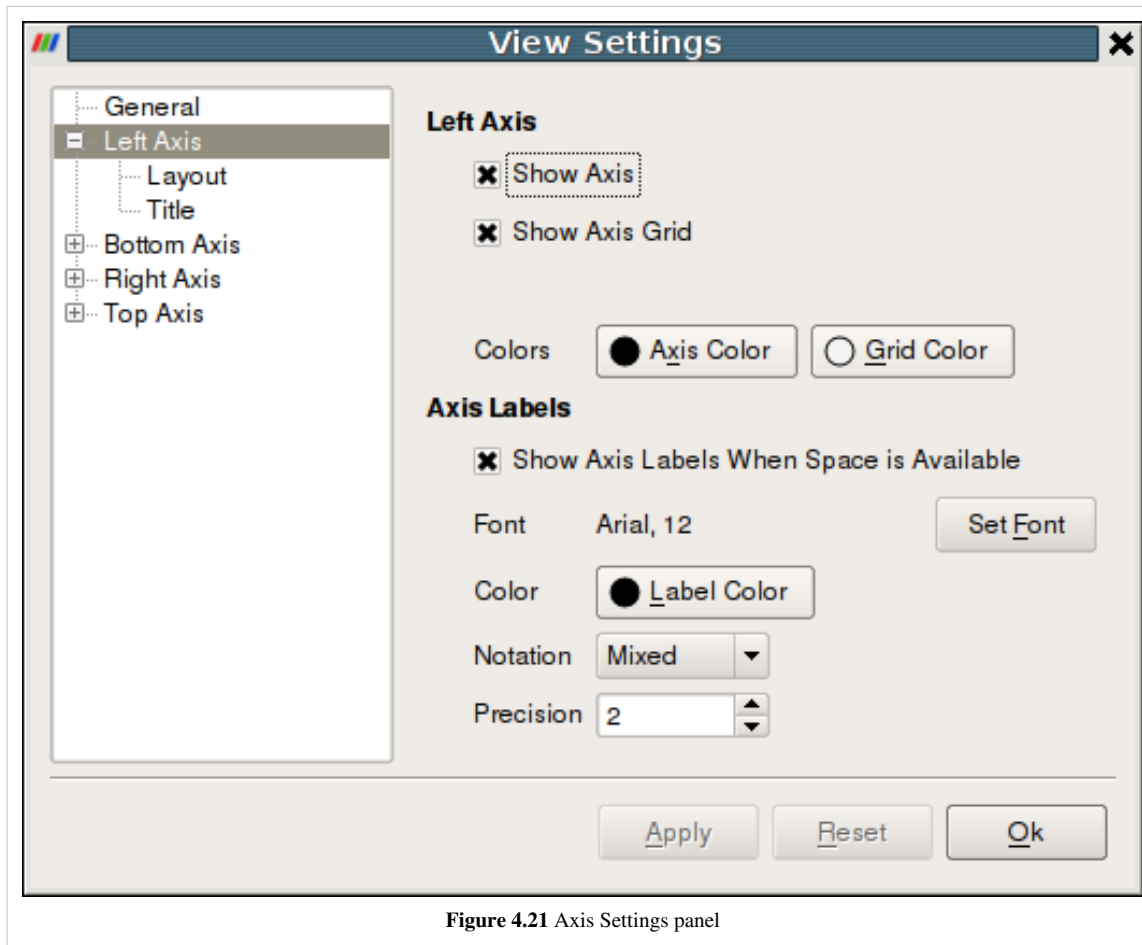 View Settings
General
Left Axis
Layout
Title
Bottom Axis
Right Axis
Top Axis
Left Axis
Show Axis
Show Axis Grid
Colors Axis Color Grid Color
Axis Labels
Show Axis Labels When Space is Available
Font Arial, 12 Set Font
Color Label Color
Notation Mixed
Precision 2
Apply Reset Ok
Figure 4.21 Axis Settings panel